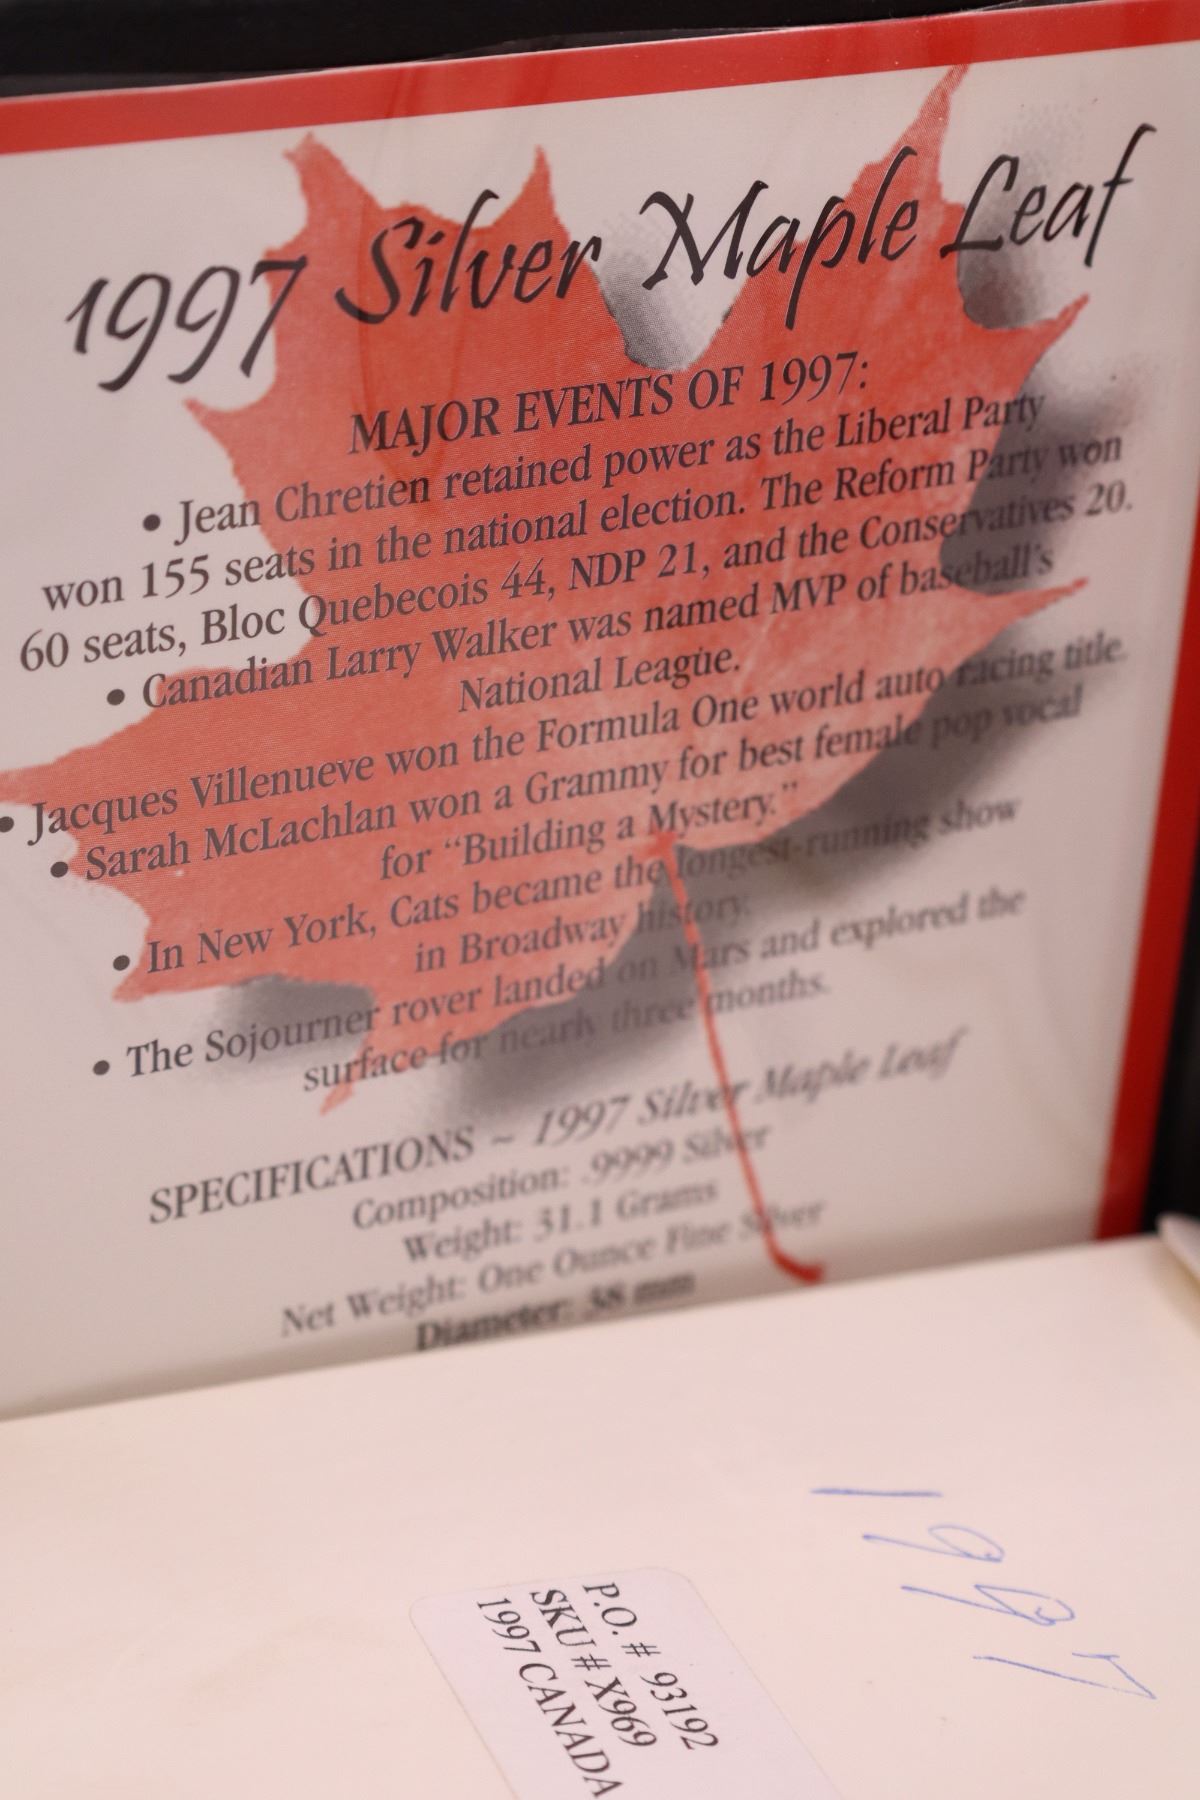 1997 Silver Maple Leaf
MAJOR EVENTS OF 1997:
• Jean Chretien retained power as the Liberal Party
won 155 seats in the national election. The Reform Party won
60 seats, Bloc Quebecois 44, NDP 21, and the Conservatives 20.
• Canadian Larry Walker was named MVP of baseball's
National League.
• Jacques Villenueve won the Formula One world auto racing title.
• Sarah McLachlan won a Grammy for best female pop vocal
for “Building a Mystery.”
• In New York, Cats became the longest-running show
in Broadway history.
• The Sojourner rover landed on Mars and explored the
surface for nearly three months.
SPECIFICATIONS ~ 1997 Silver Maple Leaf
Composition: .9999 Silver
Weight: 31.1 Grams
Net Weight: One Ounce Fine Silver
Diameter: 38 mm
1997
P.O. # 93192
SKU # X969
1997 CANADA